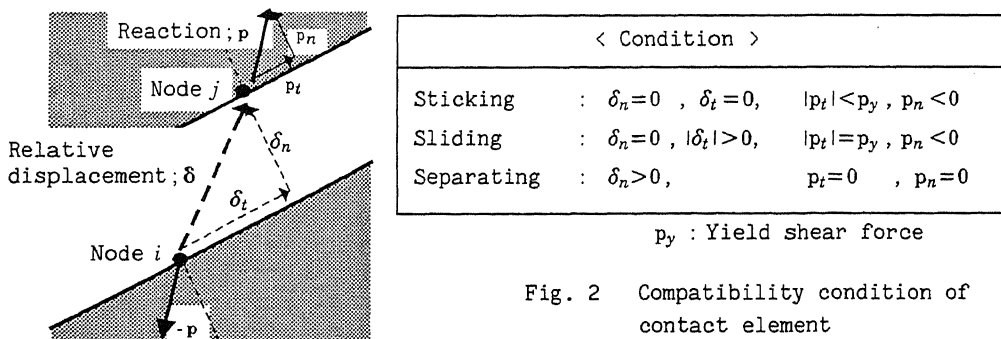 Reaction; p
p_n
Node j
p_t
Relative
displacement; δ
δ_n
δ_t
Node i
-p
< Condition >
Sticking : δ_n=0 , δ_t=0, |p_t|<p_y , p_n<0
Sliding : δ_n=0 , |δ_t|>0, |p_t|=p_y , p_n<0
Separating : δ_n>0, p_t=0 , p_n=0
p_y : Yield shear force
Fig. 2 Compatibility condition of
contact element